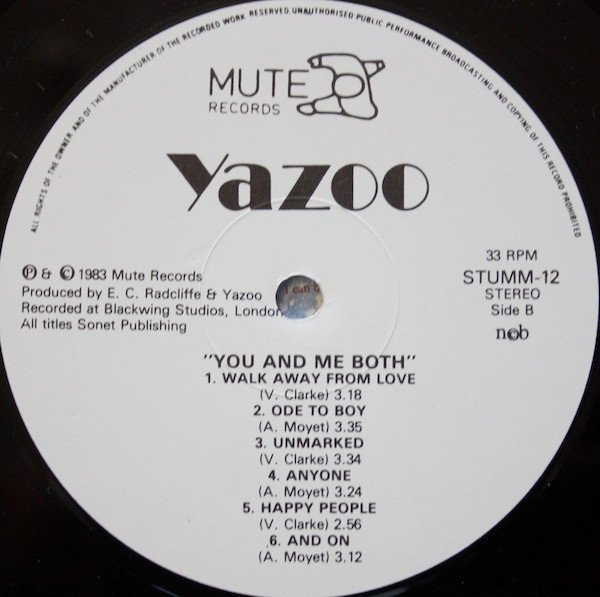 ALL RIGHTS OF THE OWNER AND OF THE MANUFACTURER OF THE RECORDED WORK RESERVED UNAUTHORISED PUBLIC PERFORMANCE BROADCASTING AND COPYING OF THIS RECORD PROHIBITED
MUTE
RECORDS
yazoo
Ⓟ & © 1983 Mute Records
Produced by E. C. Radcliffe & Yazoo
Recorded at Blackwing Studios, London
All titles Sonet Publishing
33 RPM
STUMM-12
STEREO
Side B
ncb
"YOU AND ME BOTH"
1. WALK AWAY FROM LOVE
(V. Clarke) 3.18
2. ODE TO BOY
(A. Moyet) 3.35
3. UNMARKED
(V. Clarke) 3.34
4. ANYONE
(A. Moyet) 3.24
5. HAPPY PEOPLE
(V. Clarke) 2.56
6. AND ON
(A. Moyet) 3.12